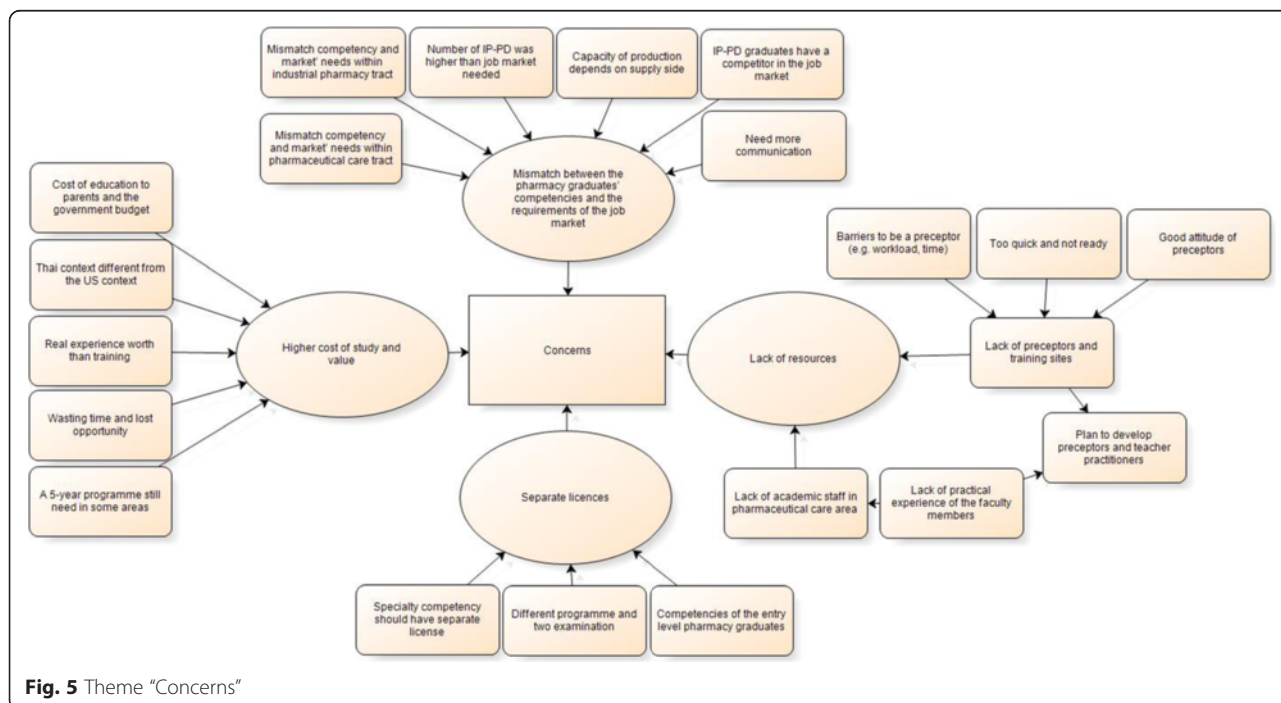 Mismatch competency and
market' needs within
industrial pharmacy tract
Number of IP-PD was
higher than job market
needed
Capacity of production
depends on supply side
IP-PD graduates have a
competitor in the job
market
Mismatch competency
and market' needs within
pharmaceutical care tract
Need more
communication
Mismatch between the
pharmacy graduates'
competencies and the
requirements of the job
market
Cost of education to
parents and the
government budget
Thai context different from
the US context
Real experience worth
than training
Wasting time and lost
opportunity
A 5-year programme still
need in some areas
Higher cost of study and
value
Concerns
Lack of resources
Barriers to be a preceptor
(e.g. workload, time)
Too quick and not ready
Good attitude of
preceptors
Lack of preceptors and
training sites
Plan to develop
preceptors and teacher
practitioners
Lack of academic staff in
pharmaceutical care area
Lack of practical
experience of the faculty
members
Separate licences
Specialty competency
should have separate
license
Different programme and
two examination
Competencies of the entry
level pharmacy graduates
Fig. 5 Theme "Concerns"